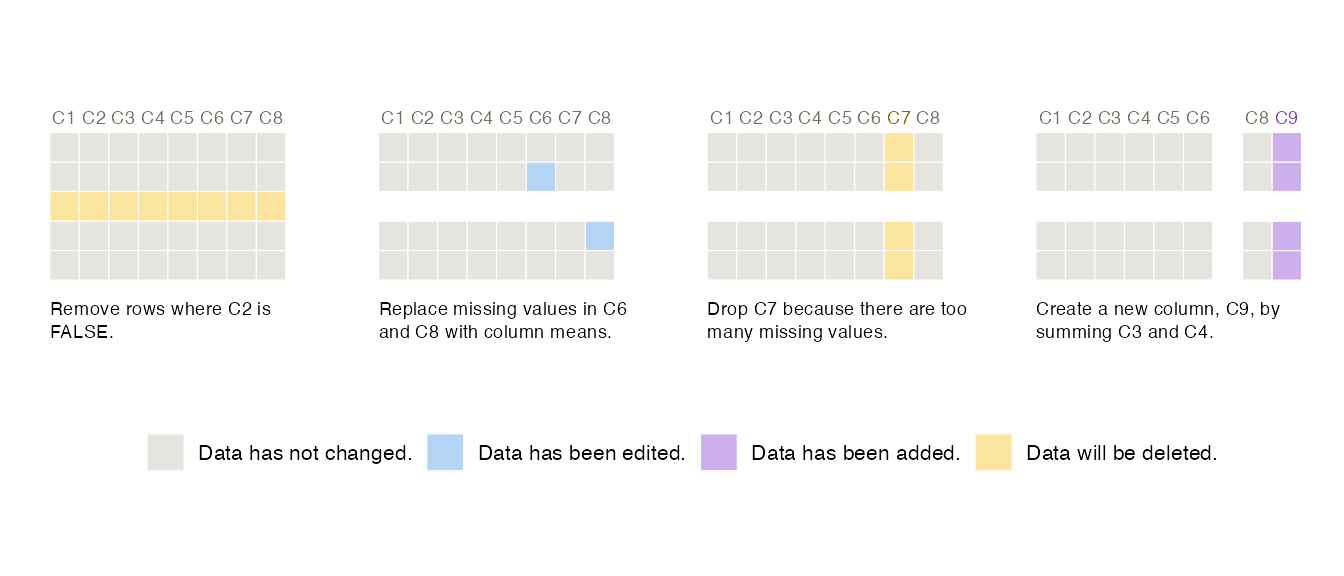 C1 C2 C3 C4 C5 C6 C7 C8
Remove rows where C2 is
FALSE.
C1 C2 C3 C4 C5 C6 C7 C8
Replace missing values in C6
and C8 with column means.
C1 C2 C3 C4 C5 C6 C7 C8
Drop C7 because there are too
many missing values.
C1 C2 C3 C4 C5 C6 C8 C9
Create a new column, C9, by
summing C3 and C4.
Data has not changed. Data has been edited. Data has been added. Data will be deleted.